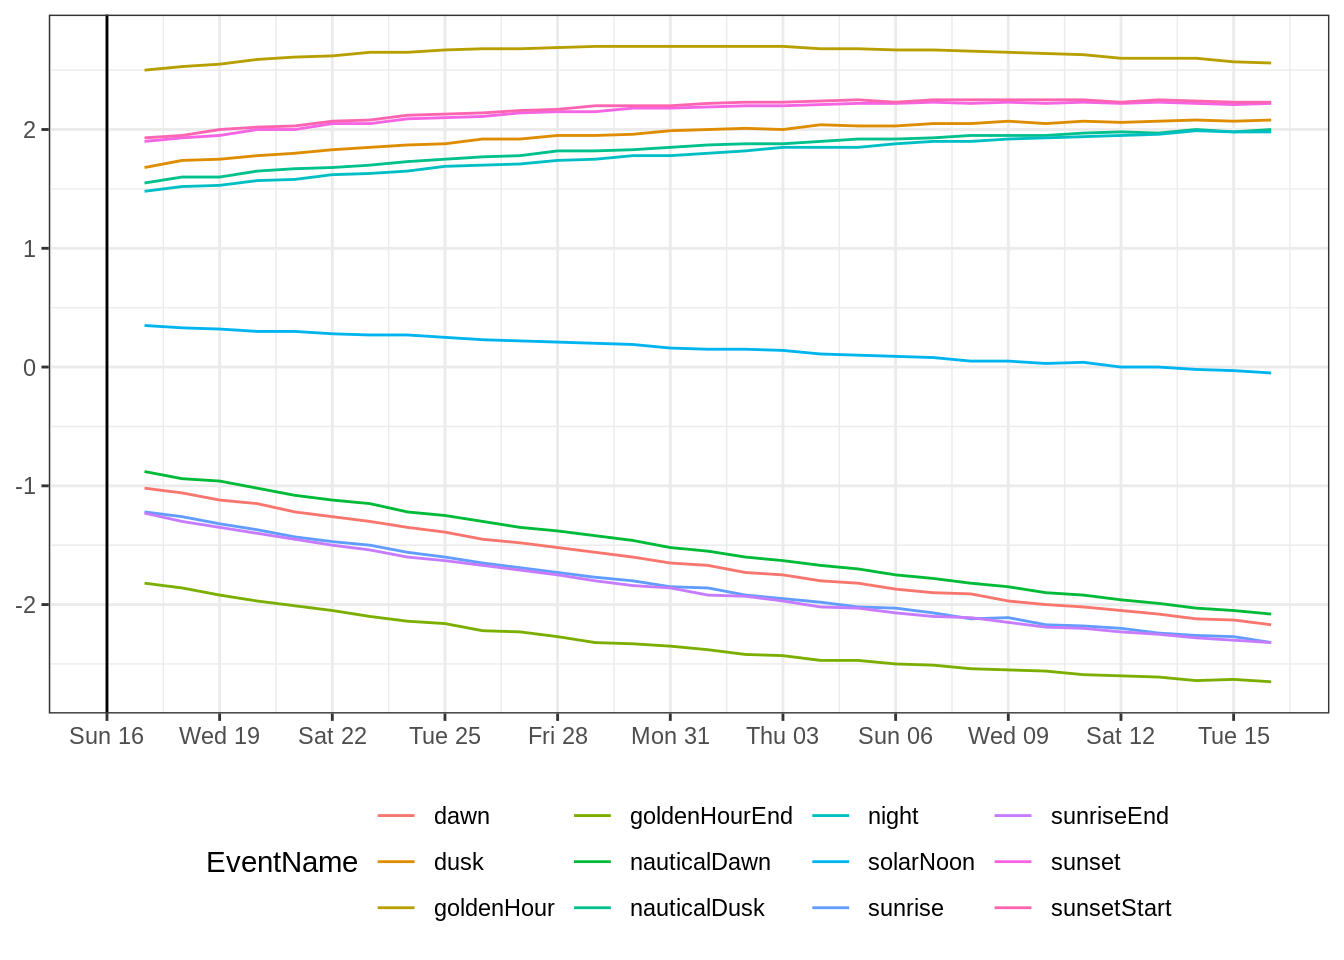 2
1
0
-1
-2
Sun 16 Wed 19 Sat 22 Tue 25 Fri 28 Mon 31 Thu 03 Sun 06 Wed 09 Sat 12 Tue 15
EventName
dawn goldenHourEnd night sunriseEnd
dusk nauticalDawn solarNoon sunset
goldenHour nauticalDusk sunrise sunsetStart